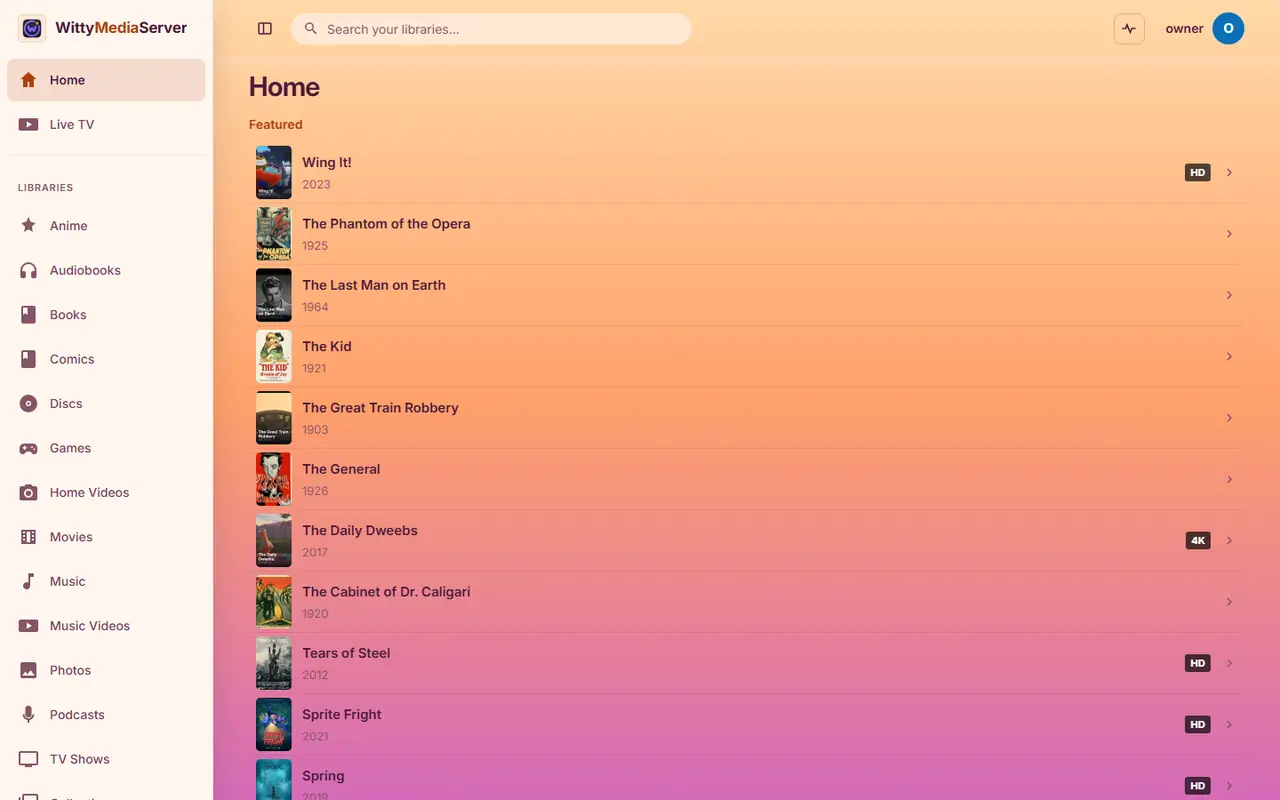 WittyMediaServer
Search your libraries...
owner
O
Home
Live TV
LIBRARIES
Anime
Audiobooks
Books
Comics
Discs
Games
Home Videos
Movies
Music
Music Videos
Photos
Podcasts
TV Shows
Home
Featured
Wing It!
2023
HD
The Phantom of the Opera
1925
The Last Man on Earth
1964
The Kid
1921
The Great Train Robbery
1903
The General
1926
The Daily Dweebs
2017
4K
The Cabinet of Dr. Caligari
1920
Tears of Steel
2012
HD
Sprite Fright
2021
HD
Spring
2019
HD